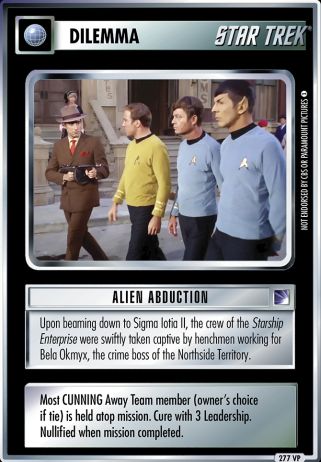 DILEMMA
STAR TREK®
NOT ENDORSED BY CBS OR PARAMOUNT PICTURES
ALIEN ABDUCTION
Upon beaming down to Sigma Iotia II, the crew of the Starship
Enterprise were swiftly taken captive by henchmen working for
Bela Okmyx, the crime boss of the Northside Territory.
Most CUNNING Away Team member (owner's choice
if tie) is held atop mission. Cure with 3 Leadership.
Nullified when mission completed.
277 VP